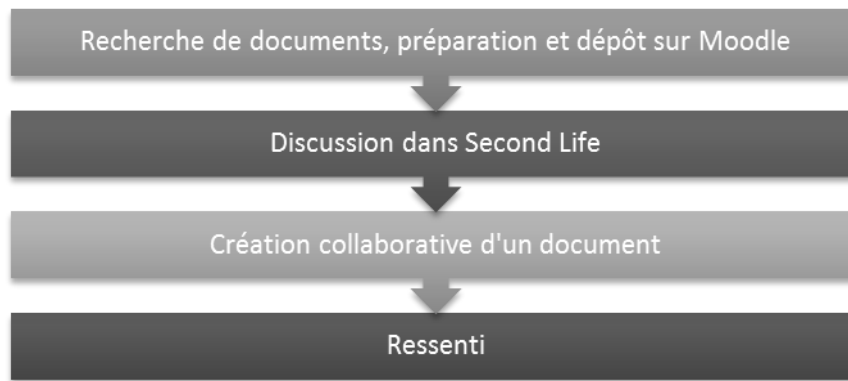 Recherche de documents, préparation et dépôt sur Moodle
Discussion dans Second Life
Création collaborative d'un document
Ressenti